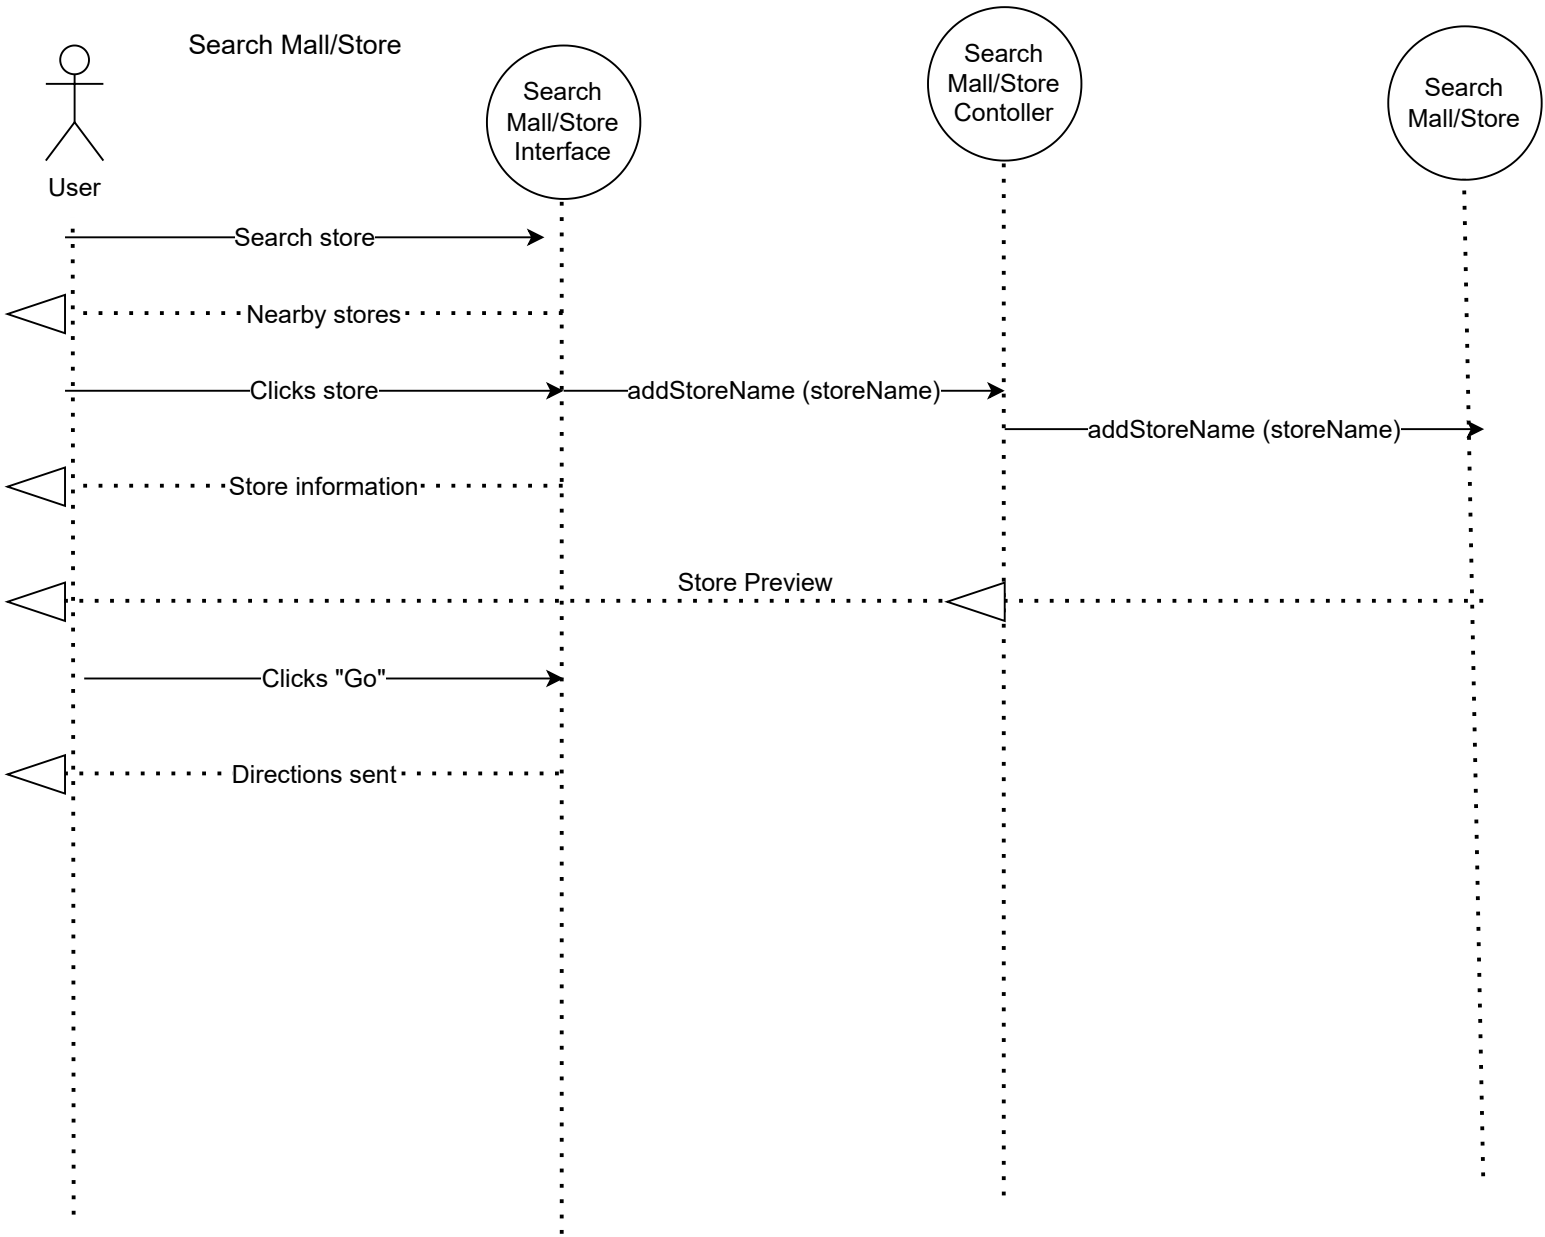 Search Mall/Store
User
Search
Mall/Store
Interface
Search
Mall/Store
Contoller
Search
Mall/Store
Search store
Nearby stores
Clicks store
addStoreName (storeName)
addStoreName (storeName)
Store information
Store Preview
Clicks "Go"
Directions sent